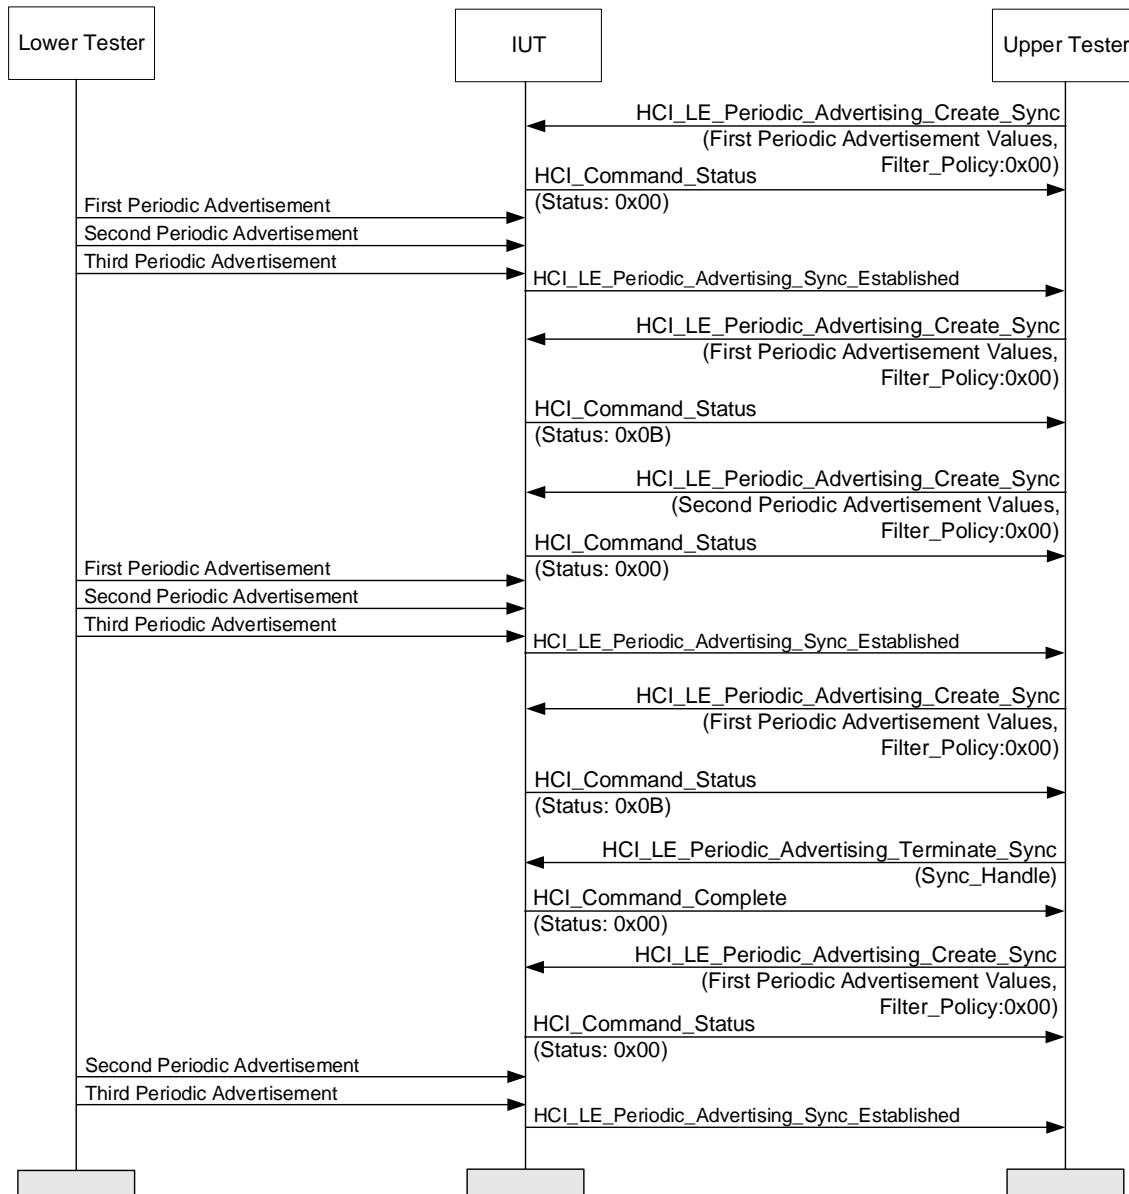 Lower Tester
IUT
Upper Tester
HCI_LE_Periodic_Advertising_Create_Sync
(First Periodic Advertisement Values,
Filter_Policy:0x00)
HCI_Command_Status
(Status: 0x00)
First Periodic Advertisement
Second Periodic Advertisement
Third Periodic Advertisement
HCI_LE_Periodic_Advertising_Sync_Established
HCI_LE_Periodic_Advertising_Create_Sync
(First Periodic Advertisement Values,
Filter_Policy:0x00)
HCI_Command_Status
(Status: 0x0B)
HCI_LE_Periodic_Advertising_Create_Sync
(Second Periodic Advertisement Values,
Filter_Policy:0x00)
HCI_Command_Status
(Status: 0x00)
First Periodic Advertisement
Second Periodic Advertisement
Third Periodic Advertisement
HCI_LE_Periodic_Advertising_Sync_Established
HCI_LE_Periodic_Advertising_Create_Sync
(First Periodic Advertisement Values,
Filter_Policy:0x00)
HCI_Command_Status
(Status: 0x0B)
HCI_LE_Periodic_Advertising_Terminate_Sync
(Sync_Handle)
HCI_Command_Complete
(Status: 0x00)
HCI_LE_Periodic_Advertising_Create_Sync
(First Periodic Advertisement Values,
Filter_Policy:0x00)
HCI_Command_Status
(Status: 0x00)
Second Periodic Advertisement
Third Periodic Advertisement
HCI_LE_Periodic_Advertising_Sync_Established